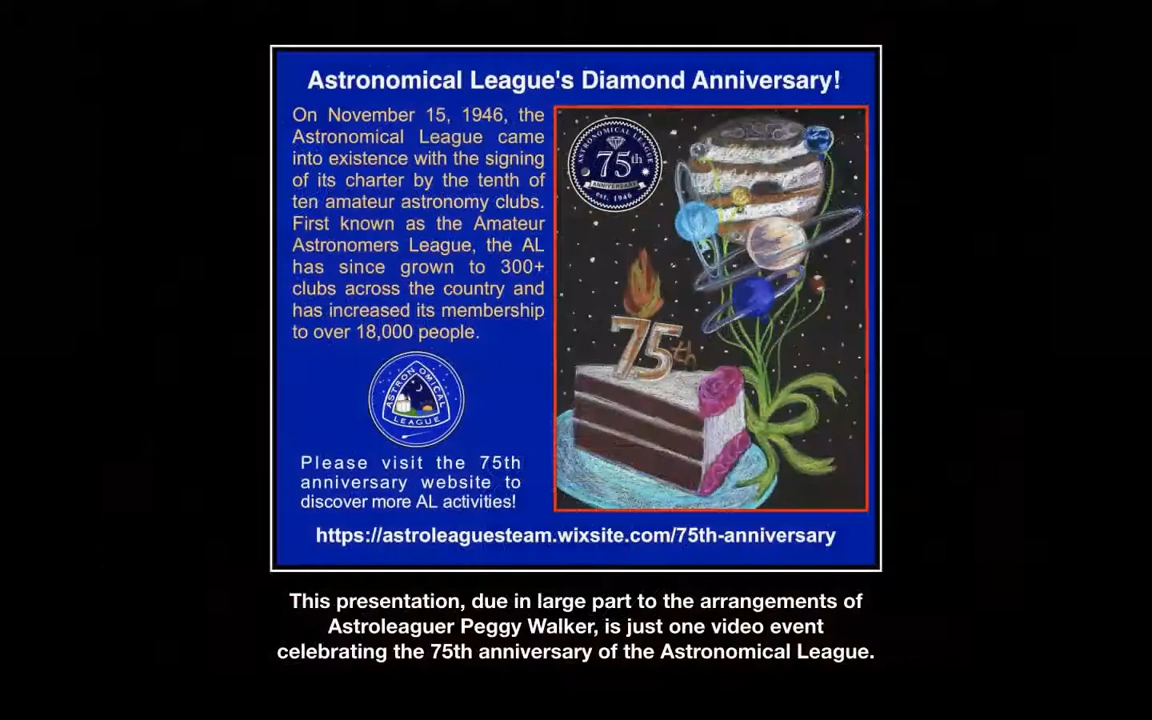 Astronomical League's Diamond Anniversary!
On November 15, 1946, the
Astronomical League came
into existence with the signing
of its charter by the tenth of
ten amateur astronomy clubs.
First known as the Amateur
Astronomers League, the AL
has since grown to 300+
clubs across the country and
has increased its membership
to over 18,000 people.
ASTRONOMICAL
LEAGUE
Please visit the 75th
anniversary website to
discover more AL activities!
ASTRONOMICAL LEAGUE
75th
ANNIVERSARY
est. 1946
75th
https://astroleaguesteam.wixsite.com/75th-anniversary
This presentation, due in large part to the arrangements of
Astroleaguer Peggy Walker, is just one video event
celebrating the 75th anniversary of the Astronomical League.